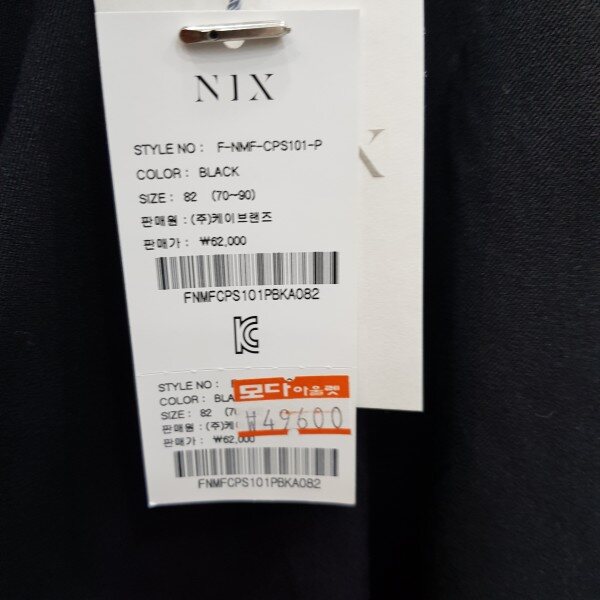 NIX
STYLE NO : F-NMF-CPS101-P
COLOR : BLACK
SIZE : 82 (70~90)
판매원 : (주)케이브랜즈
판매가 : ₩62,000
FNMFCPS101PBKA082
X
STYLE NO :
COLOR : BLA
SIZE : 82 (7
판매원 : (주)케이
판매가 : ₩62,000
모다아울렛
₩49600
FNMFCPS101PBKA082